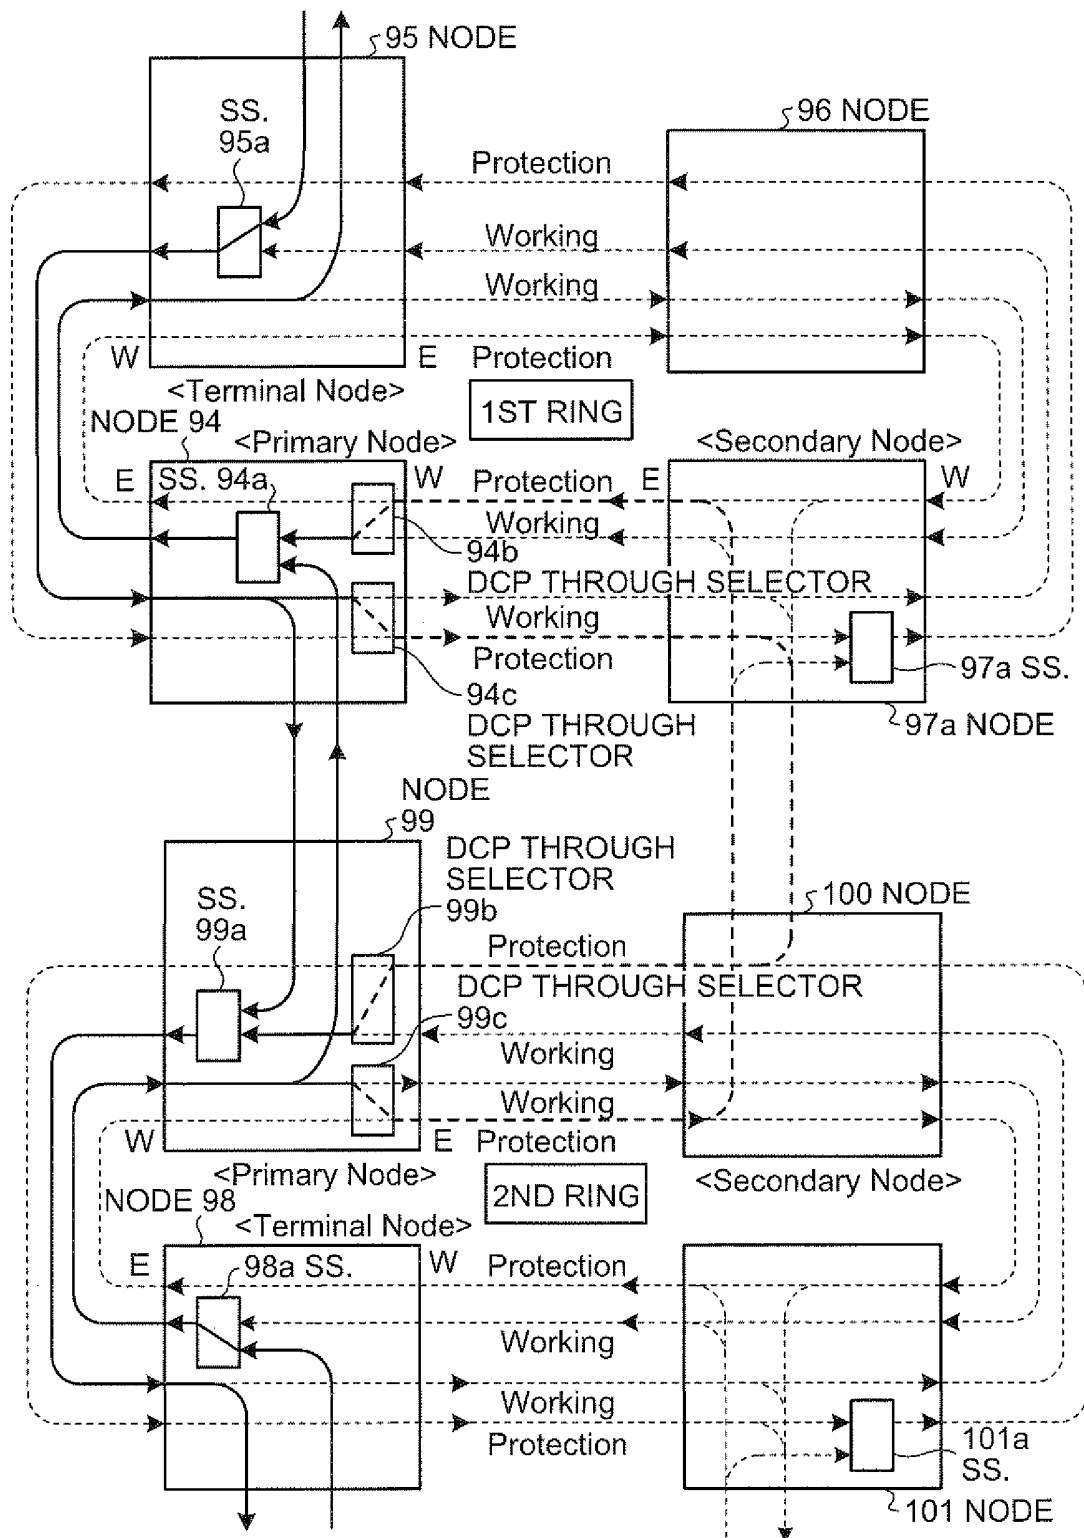 95 NODE
SS.
95a
96 NODE
Protection
Working
Working
W
E
Protection
<Terminal Node>
1ST RING
NODE 94
<Primary Node>
<Secondary Node>
E
SS. 94a
W
Protection
E
W
Working
94b
DCP THROUGH SELECTOR
Working
Protection
97a SS.
94c
97a NODE
DCP THROUGH
SELECTOR
NODE
99
DCP THROUGH
SELECTOR
SS.
99a
99b
100 NODE
Protection
DCP THROUGH SELECTOR
99c
Working
Working
W
E
Protection
<Primary Node>
2ND RING
<Secondary Node>
NODE 98
<Terminal Node>
E
98a SS.
W
Protection
Working
Working
Protection
101a
SS.
101 NODE